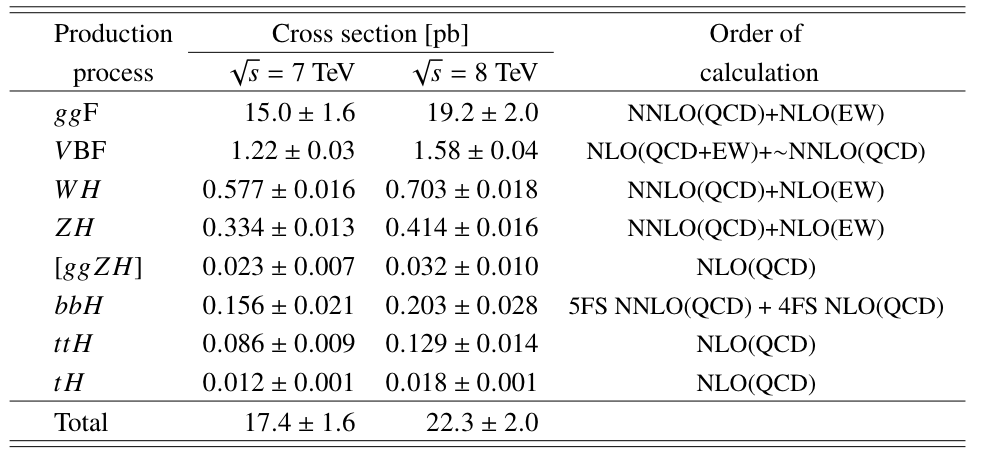 Production Cross section [pb] Order of
process √s = 7 TeV √s = 8 TeV calculation
ggF 15.0 ± 1.6 19.2 ± 2.0 NNLO(QCD)+NLO(EW)
VBF 1.22 ± 0.03 1.58 ± 0.04 NLO(QCD+EW)+~NNLO(QCD)
WH 0.577 ± 0.016 0.703 ± 0.018 NNLO(QCD)+NLO(EW)
ZH 0.334 ± 0.013 0.414 ± 0.016 NNLO(QCD)+NLO(EW)
[ggZH] 0.023 ± 0.007 0.032 ± 0.010 NLO(QCD)
bbH 0.156 ± 0.021 0.203 ± 0.028 5FS NNLO(QCD) + 4FS NLO(QCD)
ttH 0.086 ± 0.009 0.129 ± 0.014 NLO(QCD)
tH 0.012 ± 0.001 0.018 ± 0.001 NLO(QCD)
Total 17.4 ± 1.6 22.3 ± 2.0